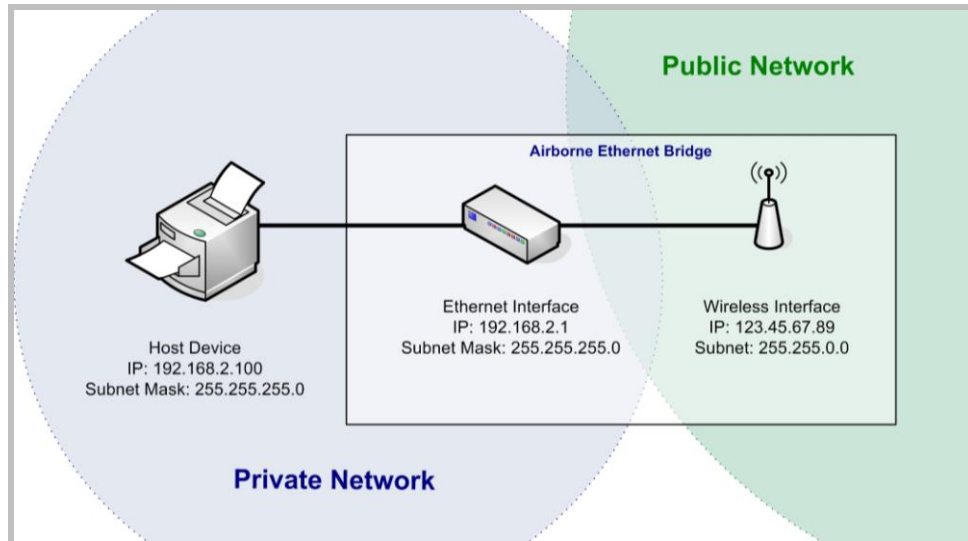 Public Network
Airborne Ethernet Bridge
Ethernet Interface
IP: 192.168.2.1
Subnet Mask: 255.255.255.0
Wireless Interface
IP: 123.45.67.89
Subnet: 255.255.0.0
Host Device
IP: 192.168.2.100
Subnet Mask: 255.255.255.0
Private Network